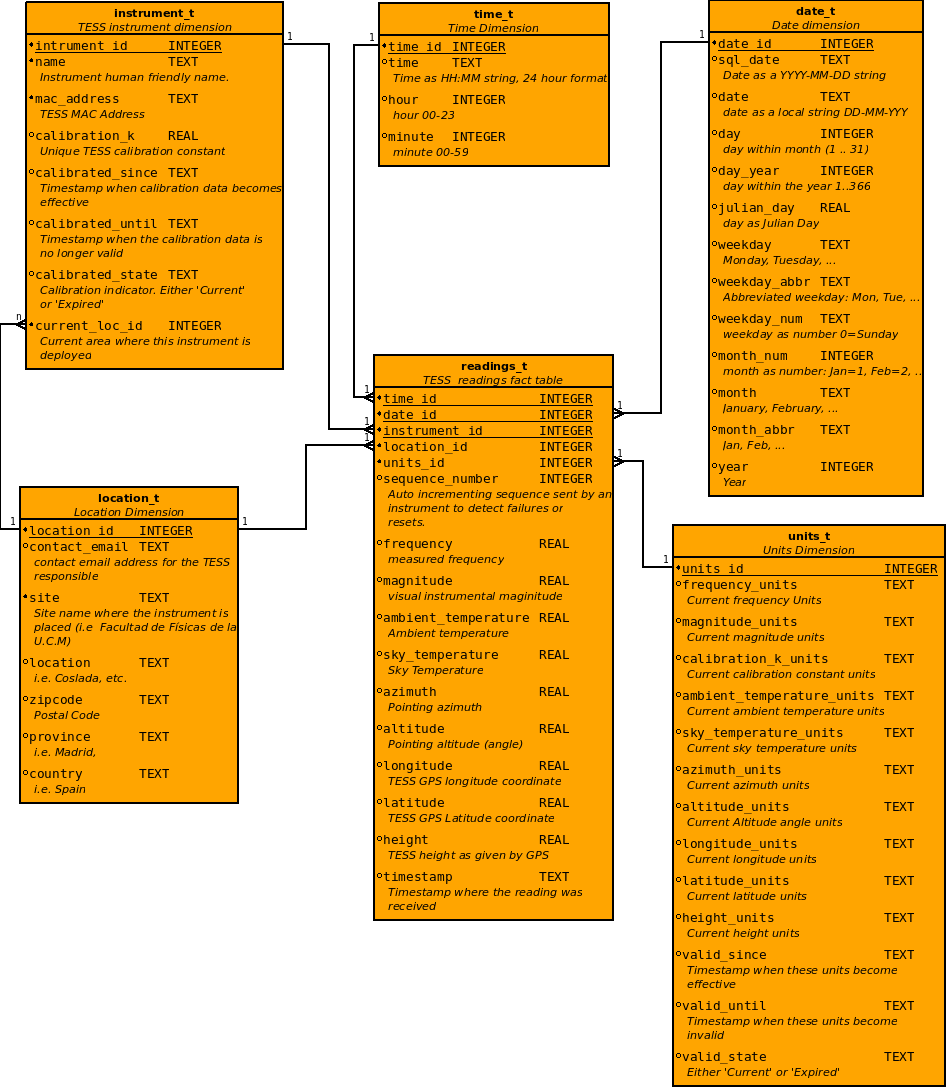 instrument_t
TESS instrument dimension
intrument_id INTEGER
name TEXT
Instrument human friendly name.
mac_address TEXT
TESS MAC Address
calibration_k REAL
Unique TESS calibration constant
calibrated_since TEXT
Timestamp when calibration data becomes
effective
calibrated_until TEXT
Timestamp when the calibration data is
no longer valid
calibrated_state TEXT
Calibration indicator. Either 'Current'
or 'Expired'
current_loc_id INTEGER
Current area where this instrument is
deployed
1
n
time_t
Time Dimension
time_id INTEGER
time TEXT
Time as HH:MM string, 24 hour format
hour INTEGER
hour 00-23
minute INTEGER
minute 00-59
1
date_t
Date dimension
date_id INTEGER
sql_date TEXT
Date as a YYYY-MM-DD string
date TEXT
date as a local string DD-MM-YYY
day INTEGER
day within month (1 .. 31)
day_year INTEGER
day within the year 1..366
julian_day REAL
day as Julian Day
weekday TEXT
Monday, Tuesday, ...
weekday_abbr TEXT
Abbreviated weekday: Mon, Tue, ...
weekday_num TEXT
weekday as number 0=Sunday
month_num INTEGER
month as number: Jan=1, Feb=2, ..
month TEXT
January, February, ...
month_abbr TEXT
Jan, Feb, ...
year INTEGER
Year
1
readings_t
TESS readings fact table
time_id INTEGER
date_id INTEGER
instrument_id INTEGER
location_id INTEGER
units_id INTEGER
sequence_number INTEGER
Auto incrementing sequence sent by an
instrument to detect failures or
resets.
frequency REAL
measured frequency
magnitude REAL
visual instrumental maginitude
ambient_temperature REAL
Ambient temperature
sky_temperature REAL
Sky Temperature
azimuth REAL
Pointing azimuth
altitude REAL
Pointing altitude (angle)
longitude REAL
TESS GPS longitude coordinate
latitude REAL
TESS GPS Latitude coordinate
height REAL
TESS height as given by GPS
timestamp TEXT
Timestamp where the reading was
received
1
1
1
1
1
location_t
Location Dimension
location_id INTEGER
contact_email TEXT
contact email address for the TESS
responsible
site TEXT
Site name where the instrument is
placed (i.e Facultad de Físicas de la
U.C.M)
location TEXT
i.e. Coslada, etc.
zipcode TEXT
Postal Code
province TEXT
i.e. Madrid,
country TEXT
i.e. Spain
1
1
units_t
Units Dimension
units_id INTEGER
frequency_units TEXT
Current frequency Units
magnitude_units TEXT
Current magnitude units
calibration_k_units TEXT
Current calibration constant units
ambient_temperature_units TEXT
Current ambient temperature units
sky_temperature_units TEXT
Current sky temperature units
azimuth_units TEXT
Current azimuth units
altitude_units TEXT
Current Altitude angle units
longitude_units TEXT
Current longitude units
latitude_units TEXT
Current latitude units
height_units TEXT
Current height units
valid_since TEXT
Timestamp when these units become
effective
valid_until TEXT
Timestamp when these units become
invalid
valid_state TEXT
Either 'Current' or 'Expired'
1